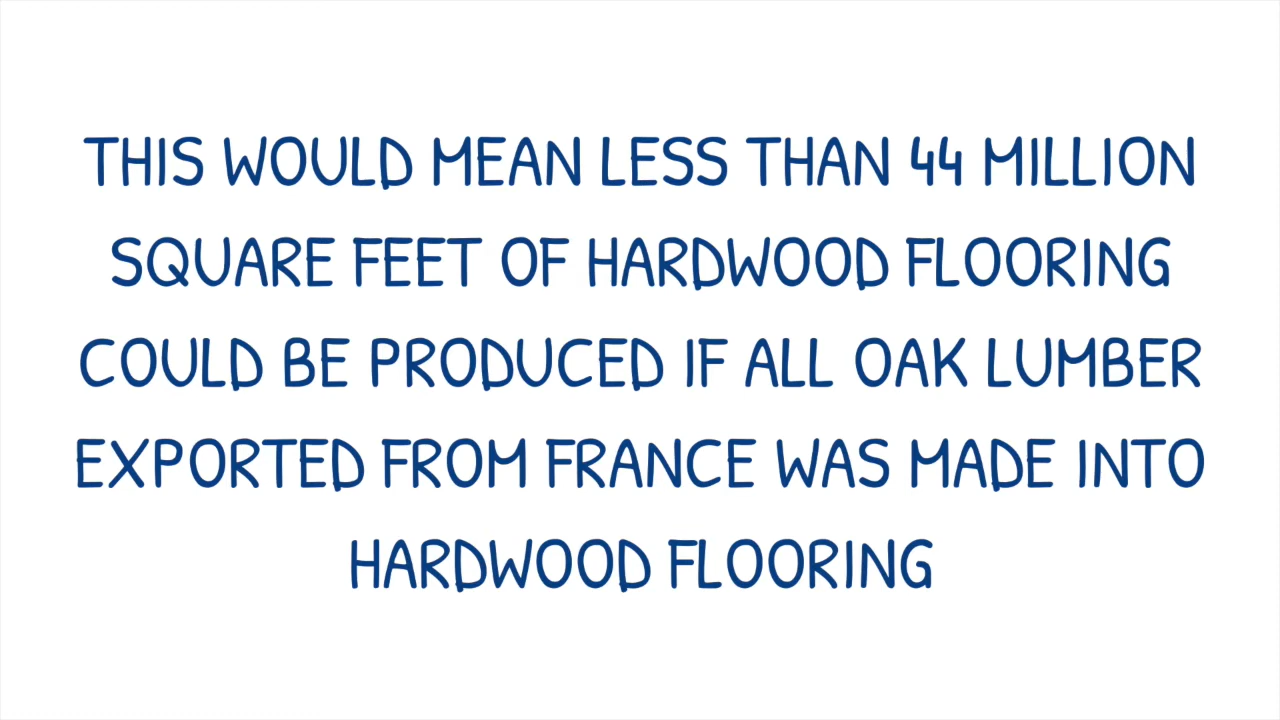 THIS WOULD MEAN LESS THAN 44 MILLION
SQUARE FEET OF HARDWOOD FLOORING
COULD BE PRODUCED IF ALL OAK LUMBER
EXPORTED FROM FRANCE WAS MADE INTO
HARDWOOD FLOORING